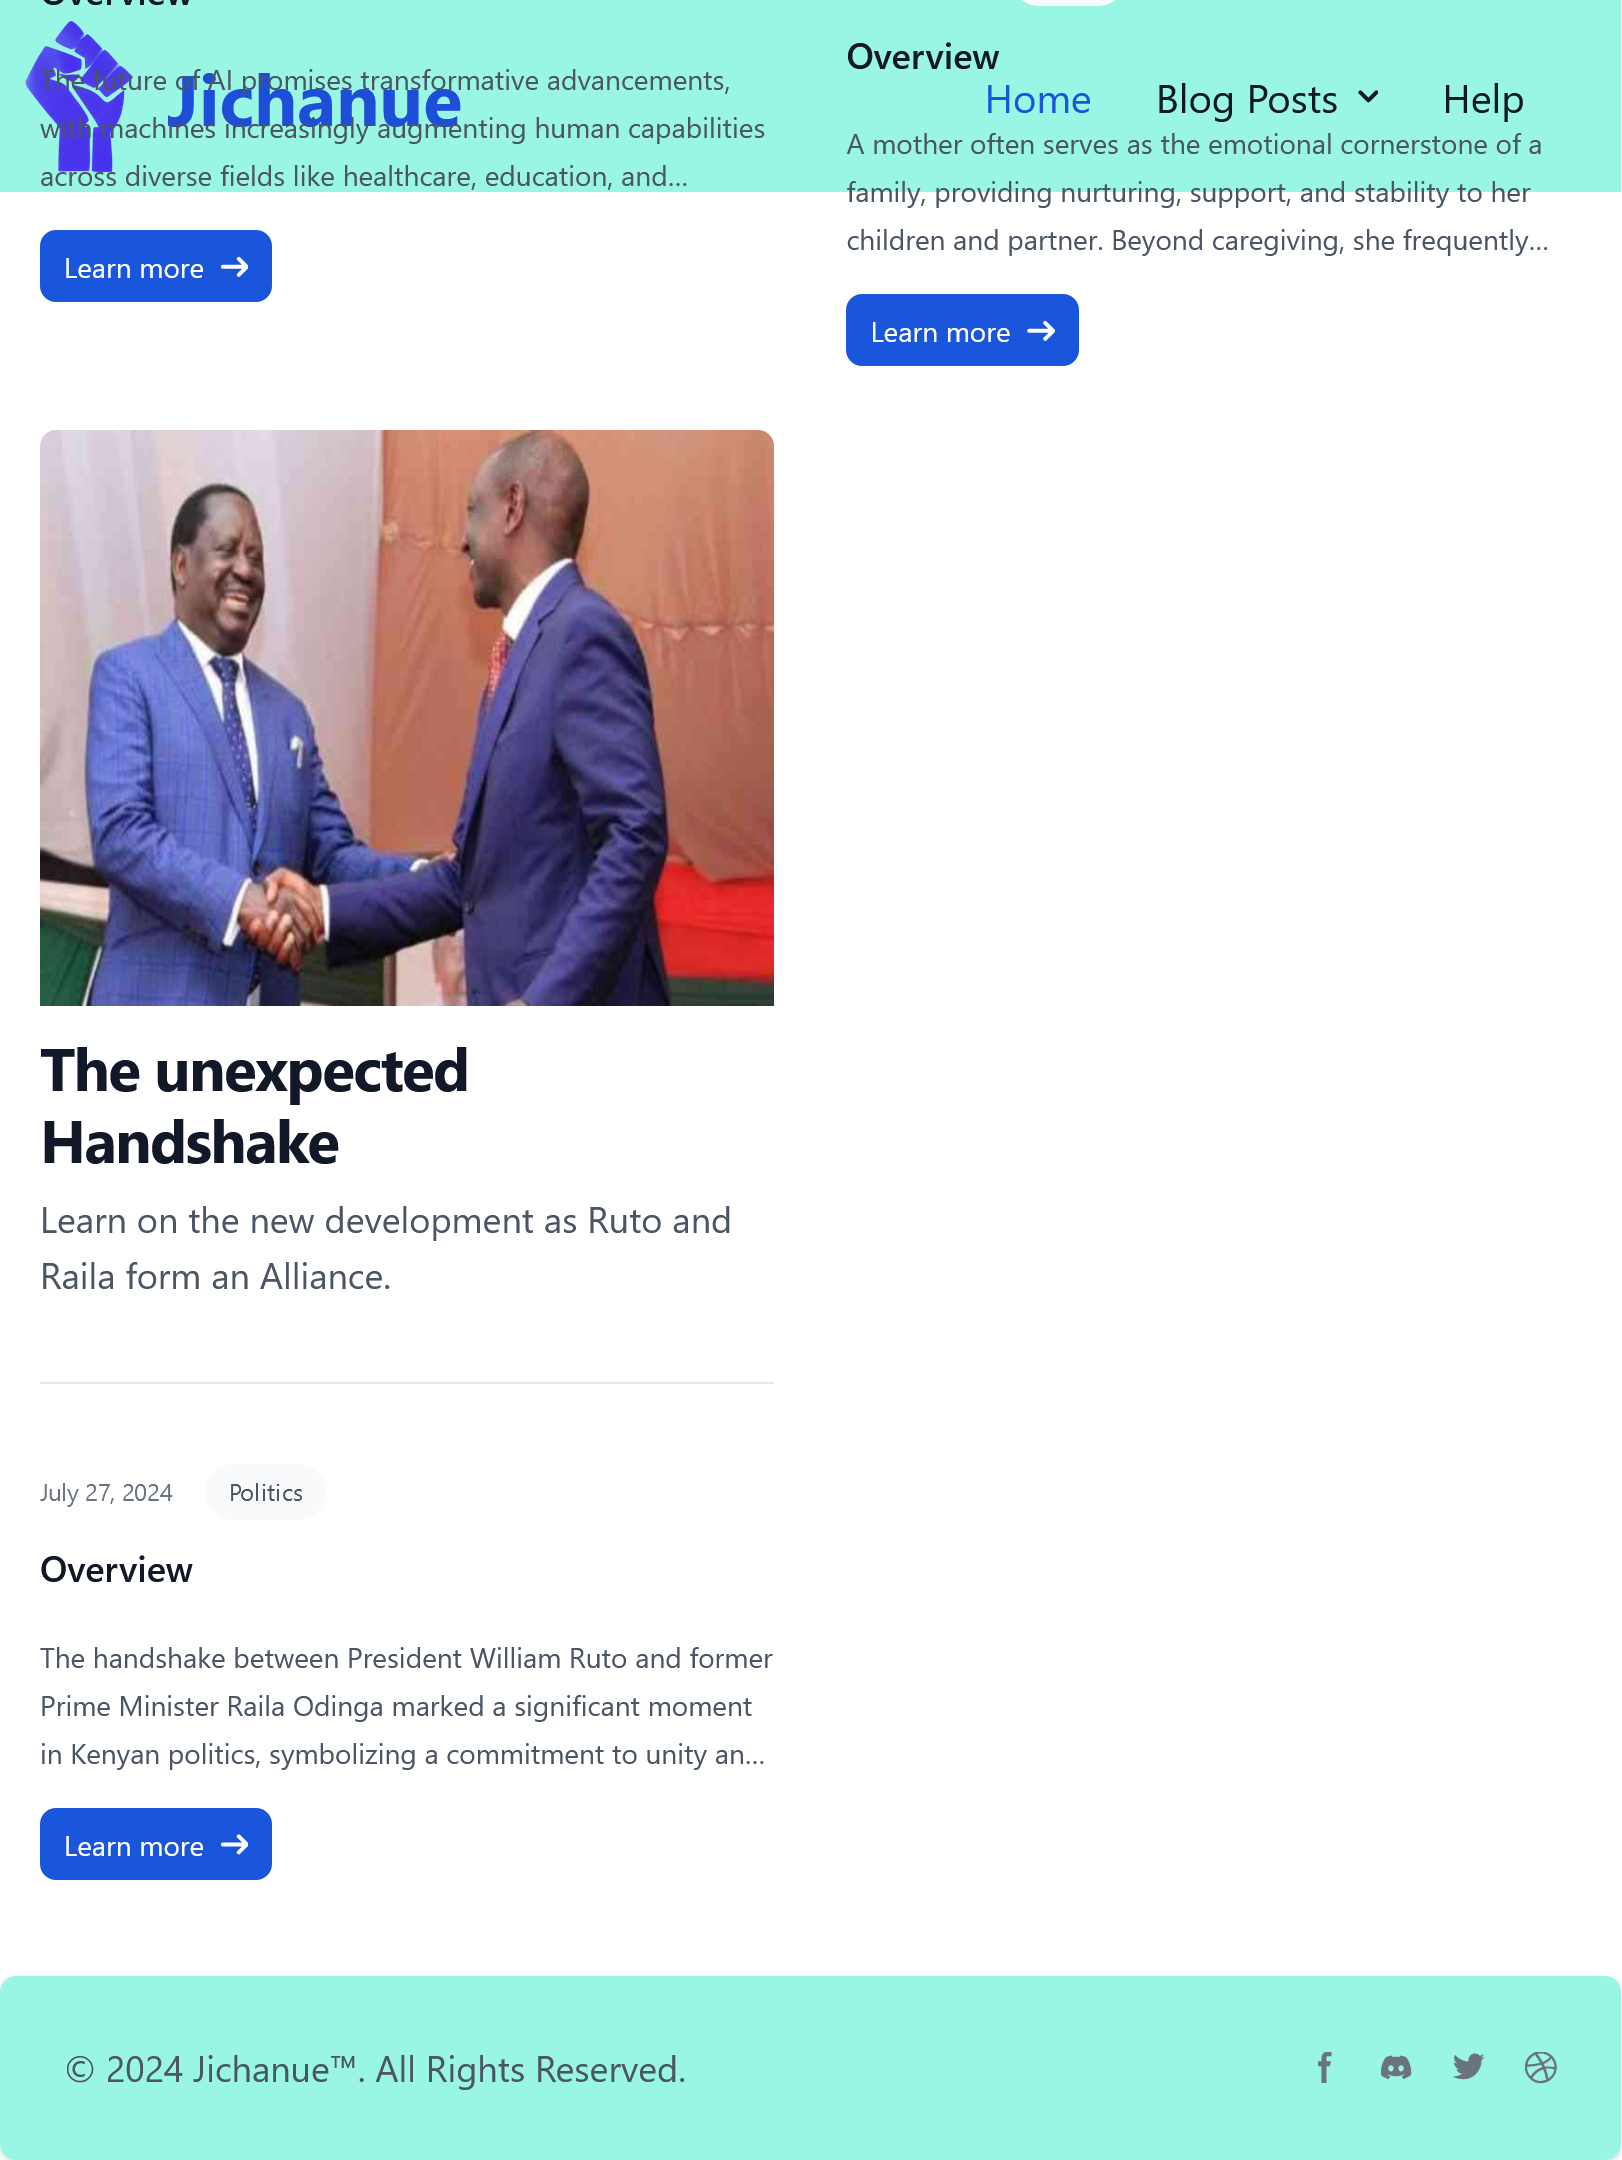 Overview
The future of AI promises transformative advancements,
with machines increasingly augmenting human capabilities
across diverse fields like healthcare, education, and...
Learn more
Jichanue
Home
Blog Posts
Help
Overview
A mother often serves as the emotional cornerstone of a
family, providing nurturing, support, and stability to her
children and partner. Beyond caregiving, she frequently...
Learn more
The unexpected
Handshake
Learn on the new development as Ruto and
Raila form an Alliance.
July 27, 2024
Politics
Overview
The handshake between President William Ruto and former
Prime Minister Raila Odinga marked a significant moment
in Kenyan politics, symbolizing a commitment to unity an...
Learn more
© 2024 Jichanue™. All Rights Reserved.